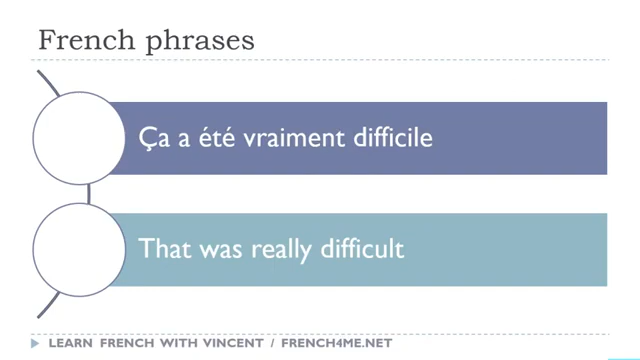 French phrases
Ça a été vraiment difficile
That was really difficult
LEARN FRENCH WITH VINCENT / FRENCH4ME.NET